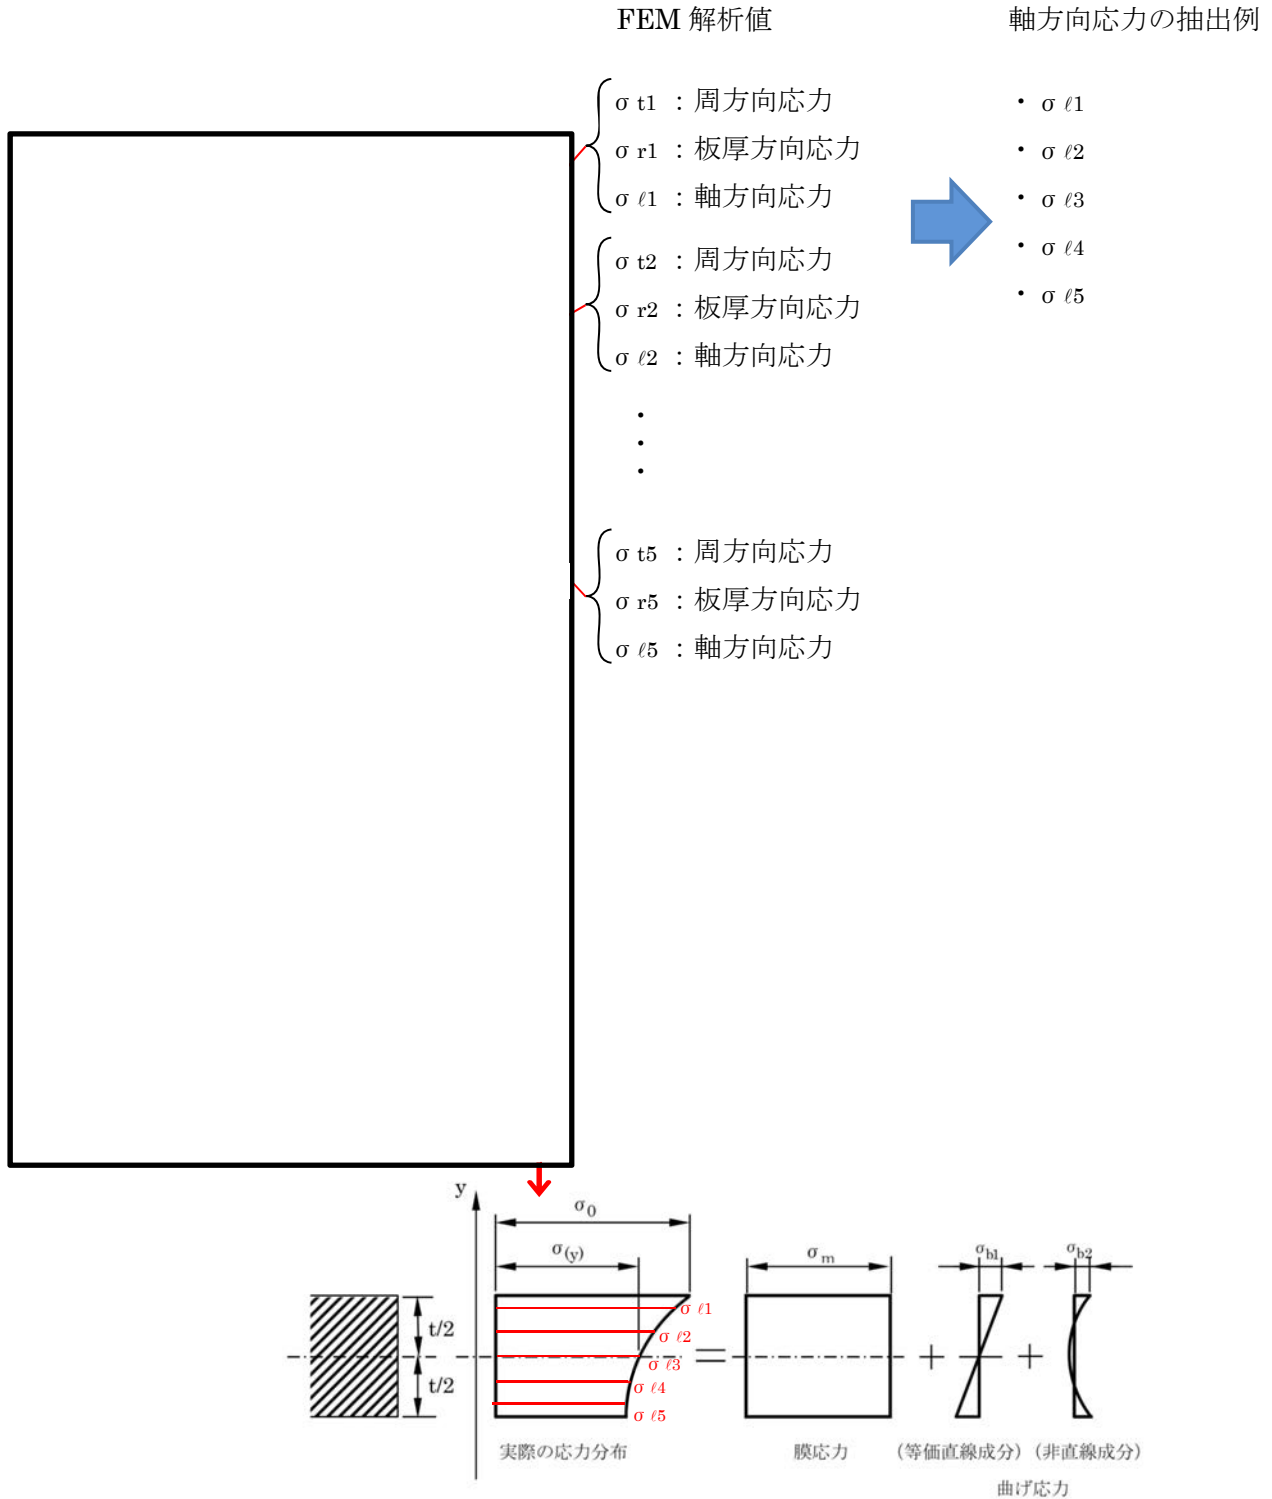 FEM 解析値
軸方向応力の抽出例
σ t1 : 周方向応力
σ r1 : 板厚方向応力
σ ℓ1 : 軸方向応力
σ t2 : 周方向応力
σ r2 : 板厚方向応力
σ ℓ2 : 軸方向応力
・
・
・
σ t5 : 周方向応力
σ r5 : 板厚方向応力
σ ℓ5 : 軸方向応力
・ σ ℓ1
・ σ ℓ2
・ σ ℓ3
・ σ ℓ4
・ σ ℓ5
y
σ0
σ(y)
σm
σb1
σb2
t/2
t/2
σ ℓ1
σ ℓ2
σ ℓ3
σ ℓ4
σ ℓ5
=
+
+
実際の応力分布
膜応力
(等価直線成分)
(非直線成分)
曲げ応力